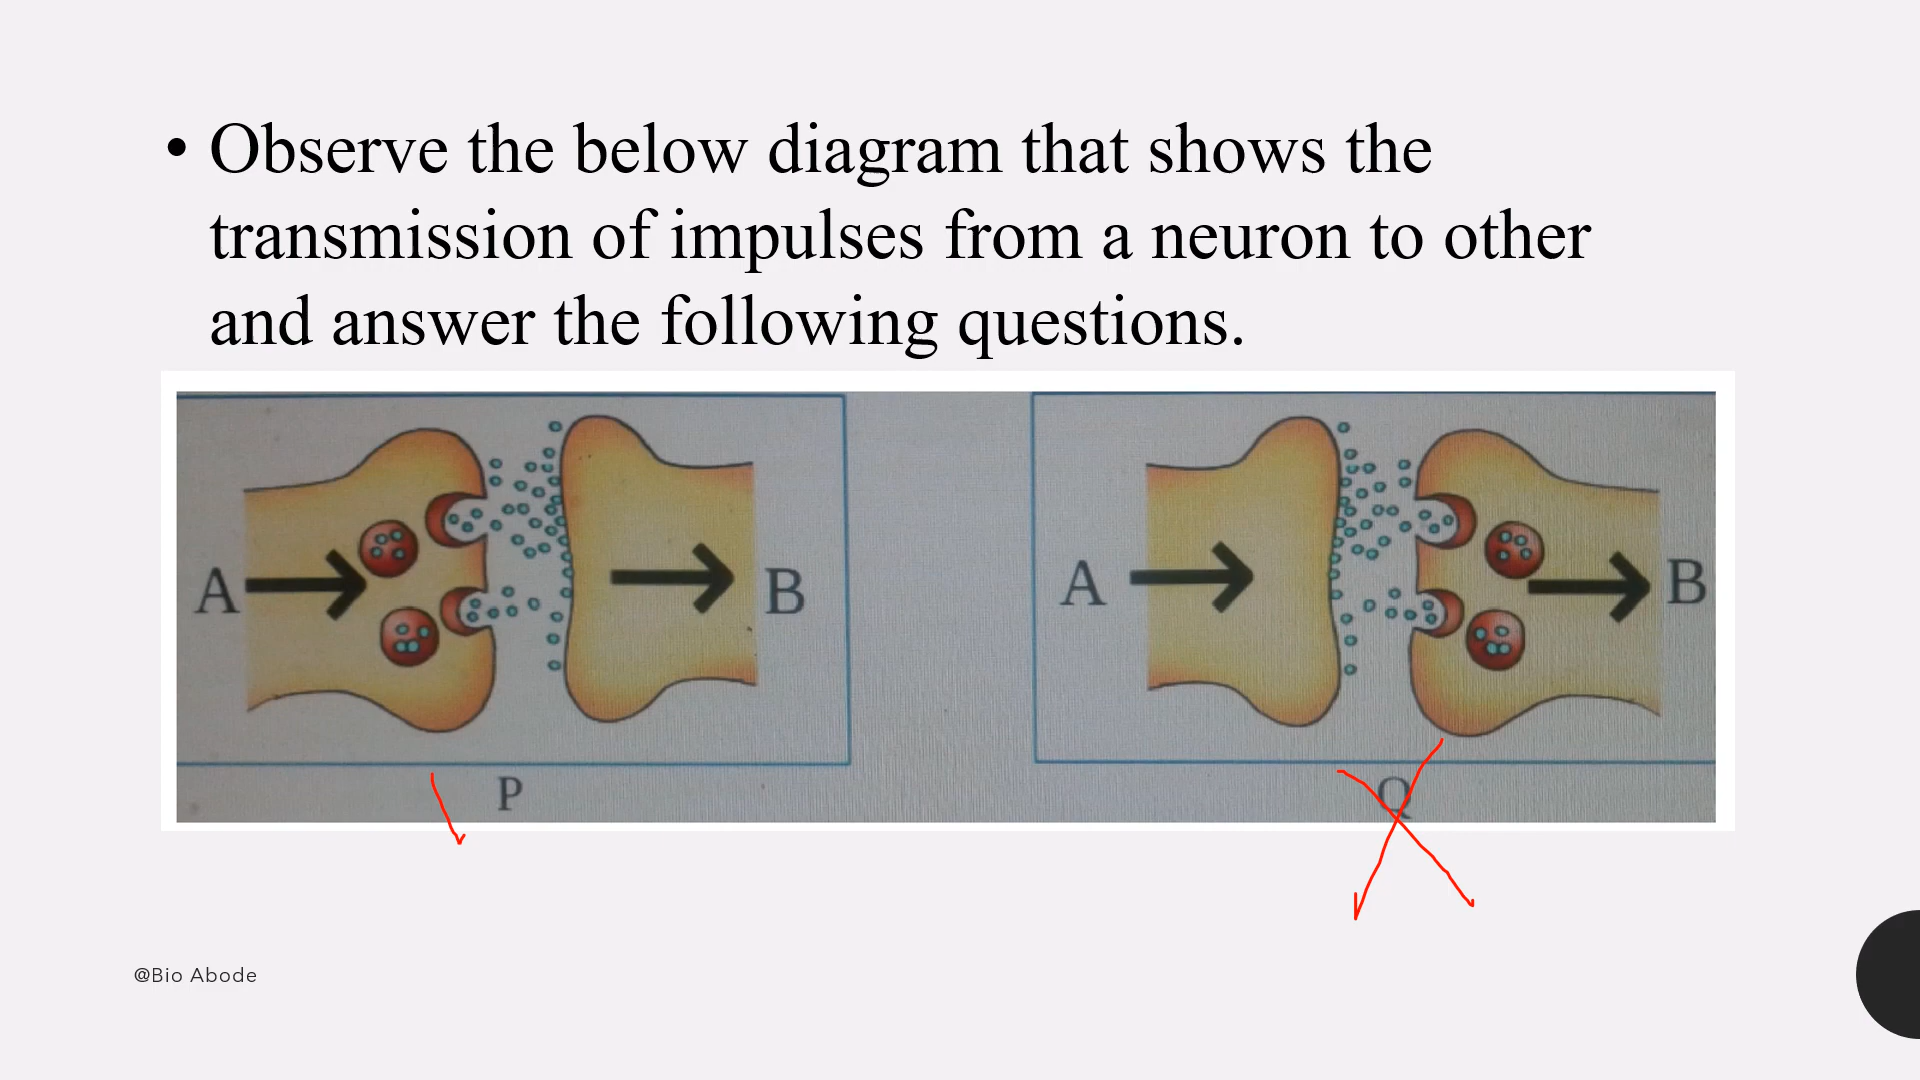 • Observe the below diagram that shows the
transmission of impulses from a neuron to other
and answer the following questions.
A
B
A
B
P
Q
@Bio Abode